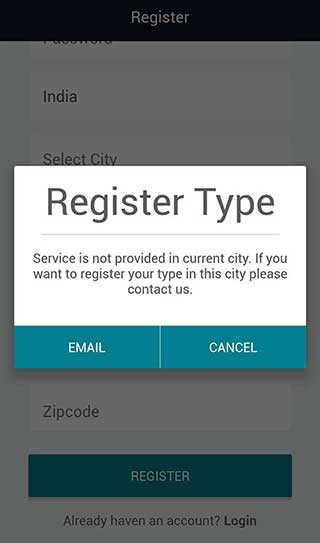 Register
Password
India
Select City
Register Type
Service is not provided in current city. If you
want to register your type in this city please
contact us.
EMAIL CANCEL
Zipcode
REGISTER
Already haven an account? Login